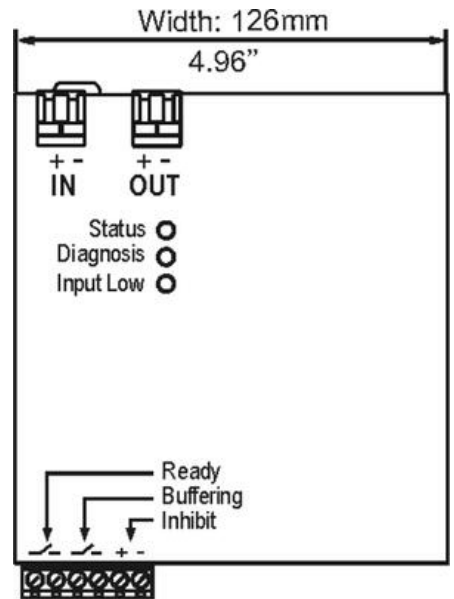 Width: 126mm
4.96”
+ - + -
IN OUT
Status
Diagnosis
Input Low
Ready
Buffering
Inhibit
+ -